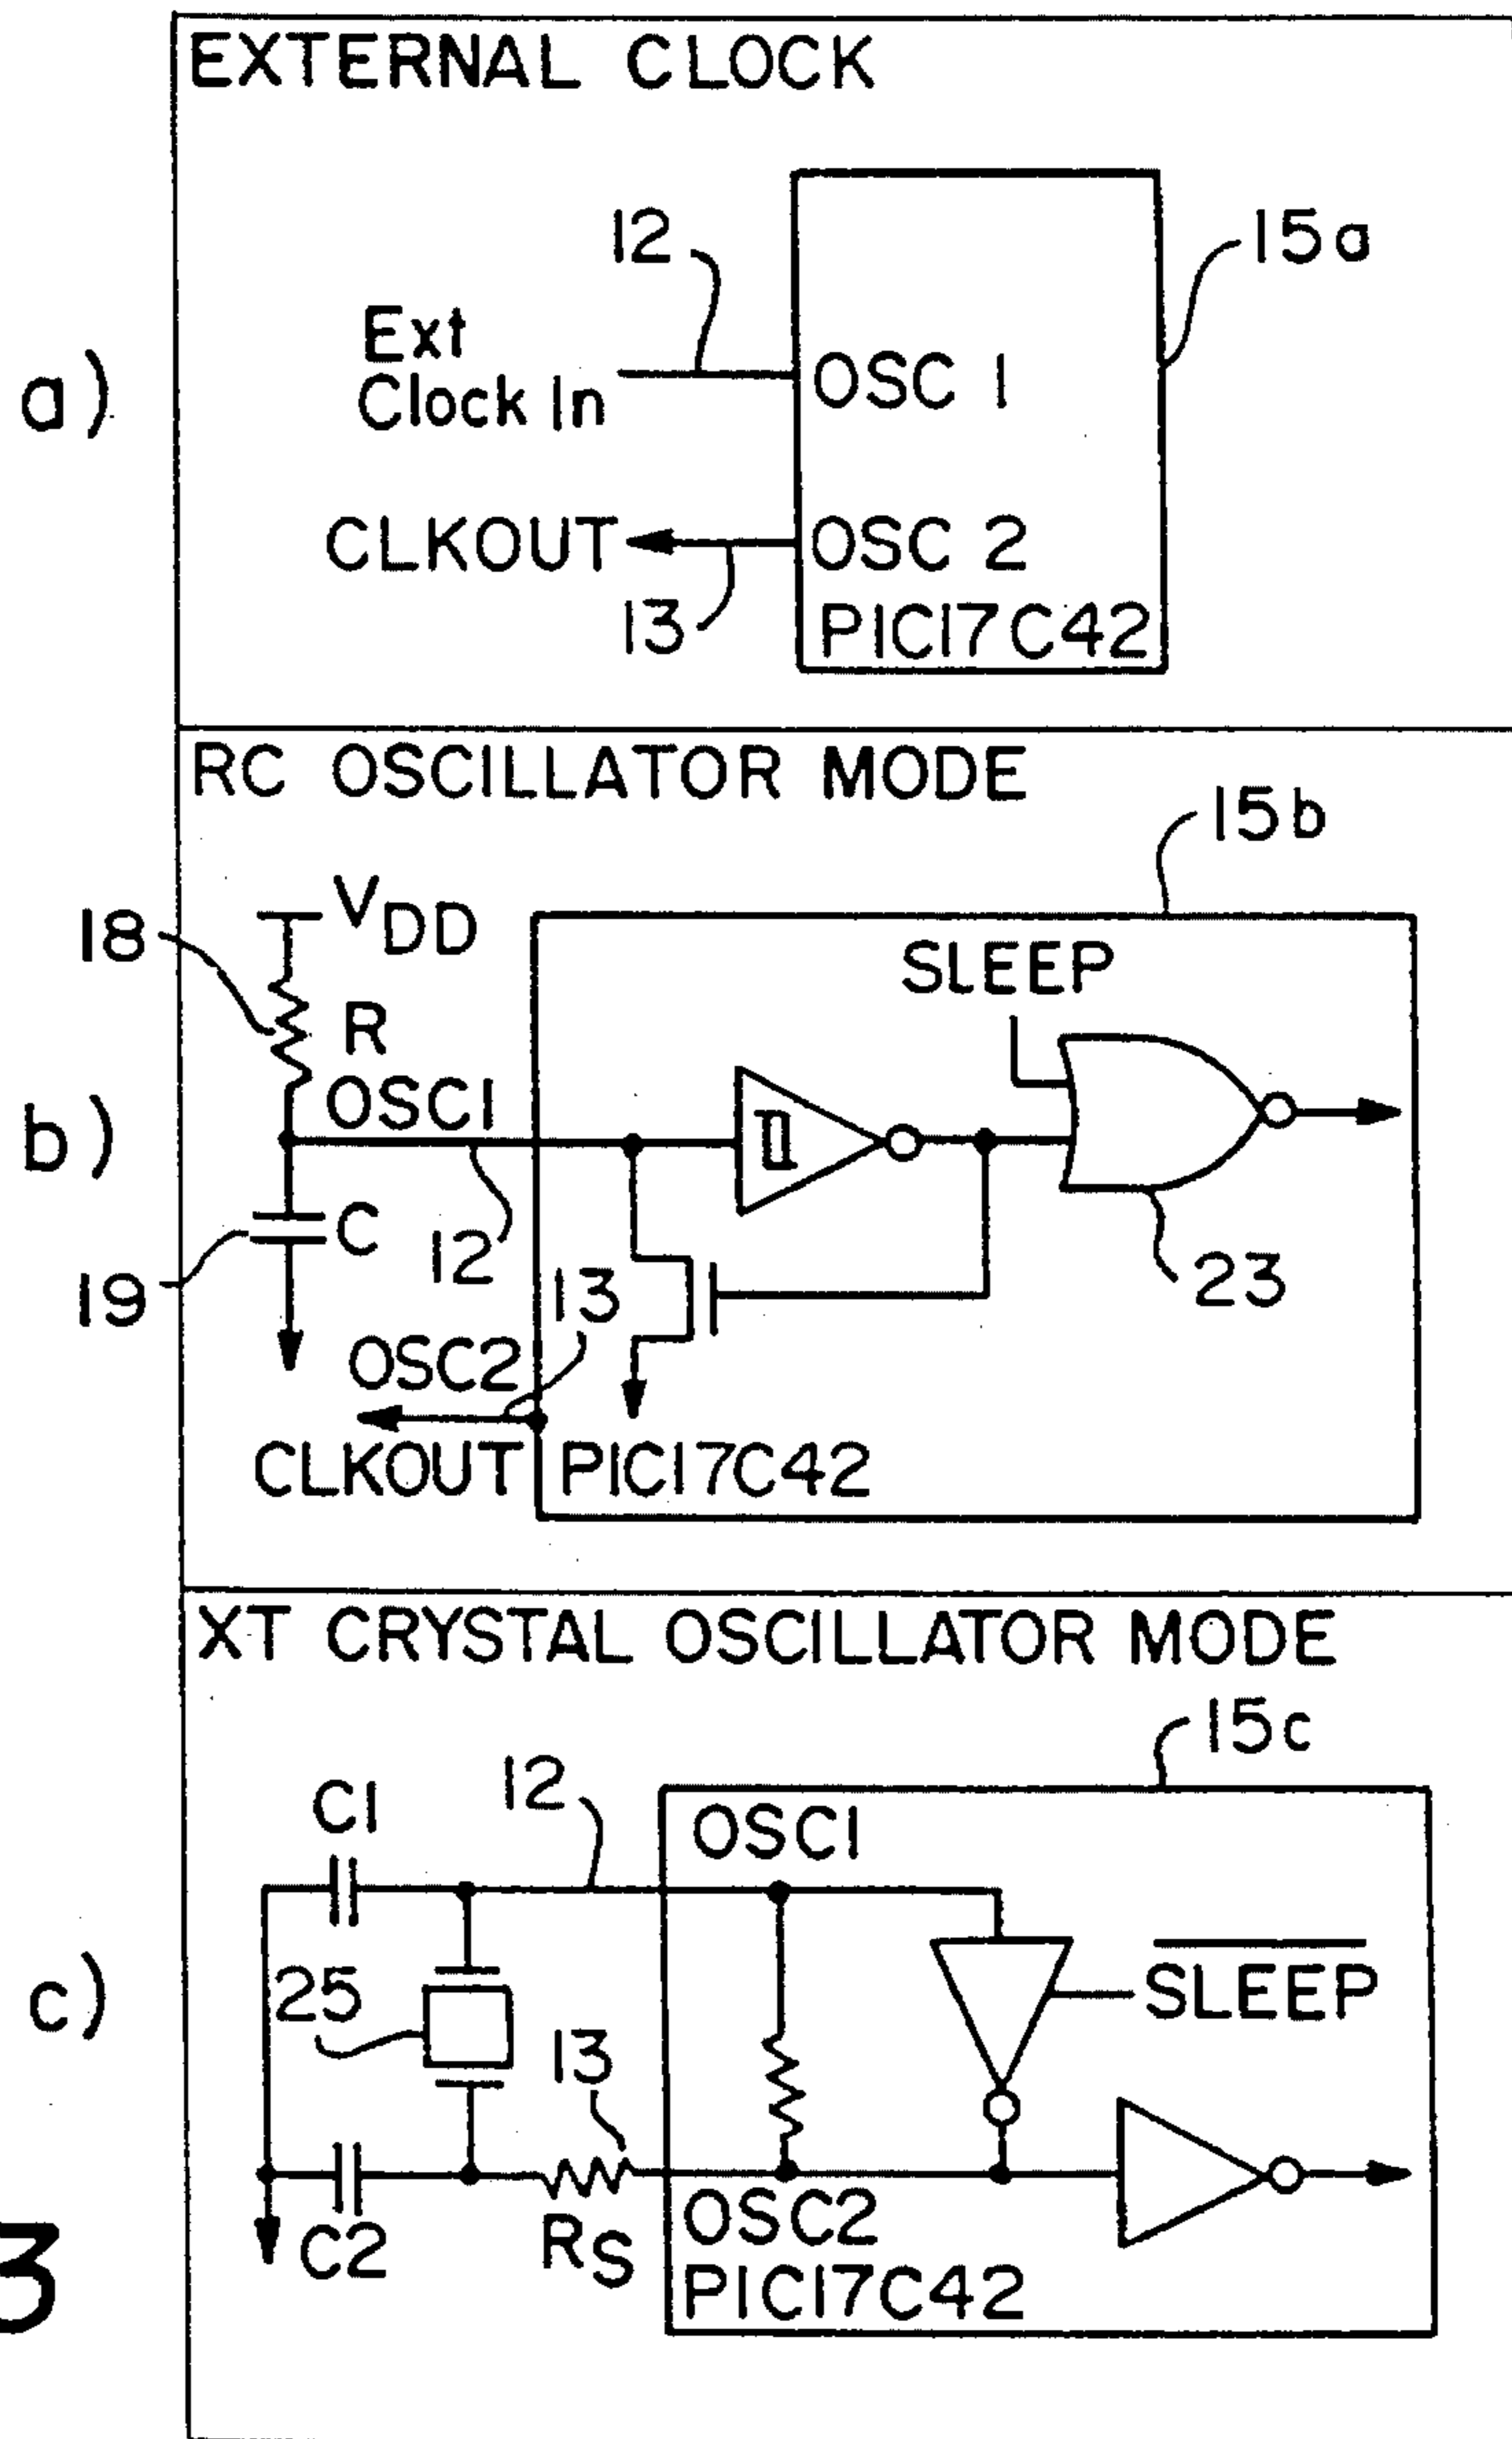 EXTERNAL CLOCK
a)
12
15a
Ext
Clock In
OSC 1
CLKOUT
OSC 2
13
PIC17C42
RC OSCILLATOR MODE
b)
15b
18
VDD
SLEEP
R
OSC1
C
12
19
13
23
OSC2
CLKOUT
PIC17C42
XT CRYSTAL OSCILLATOR MODE
c)
15c
C1
12
OSC1
25
SLEEP
13
C2
RS
OSC2
PIC17C42
3